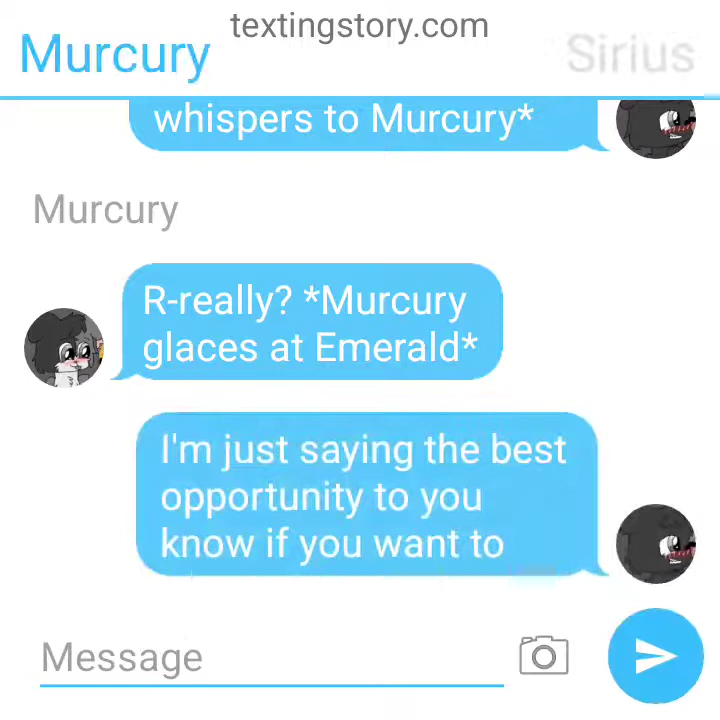 textingstory.com
Murcury
Sirius
whispers to Murcury*
Murcury
R-really? *Murcury
glaces at Emerald*
I'm just saying the best
opportunity to you
know if you want to
Message